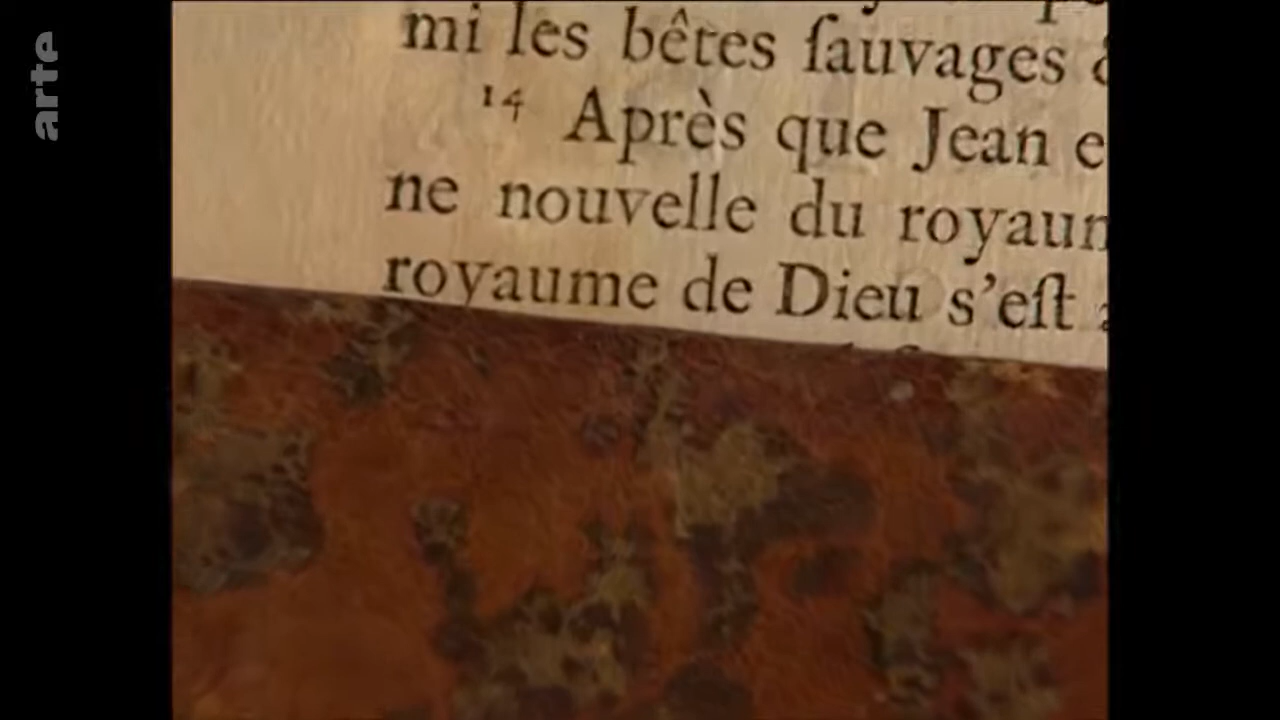 arte
mi les bêtes ſauvages
14 Après que Jean
ne nouvelle du royaum
royaume de Dieu s'eſt